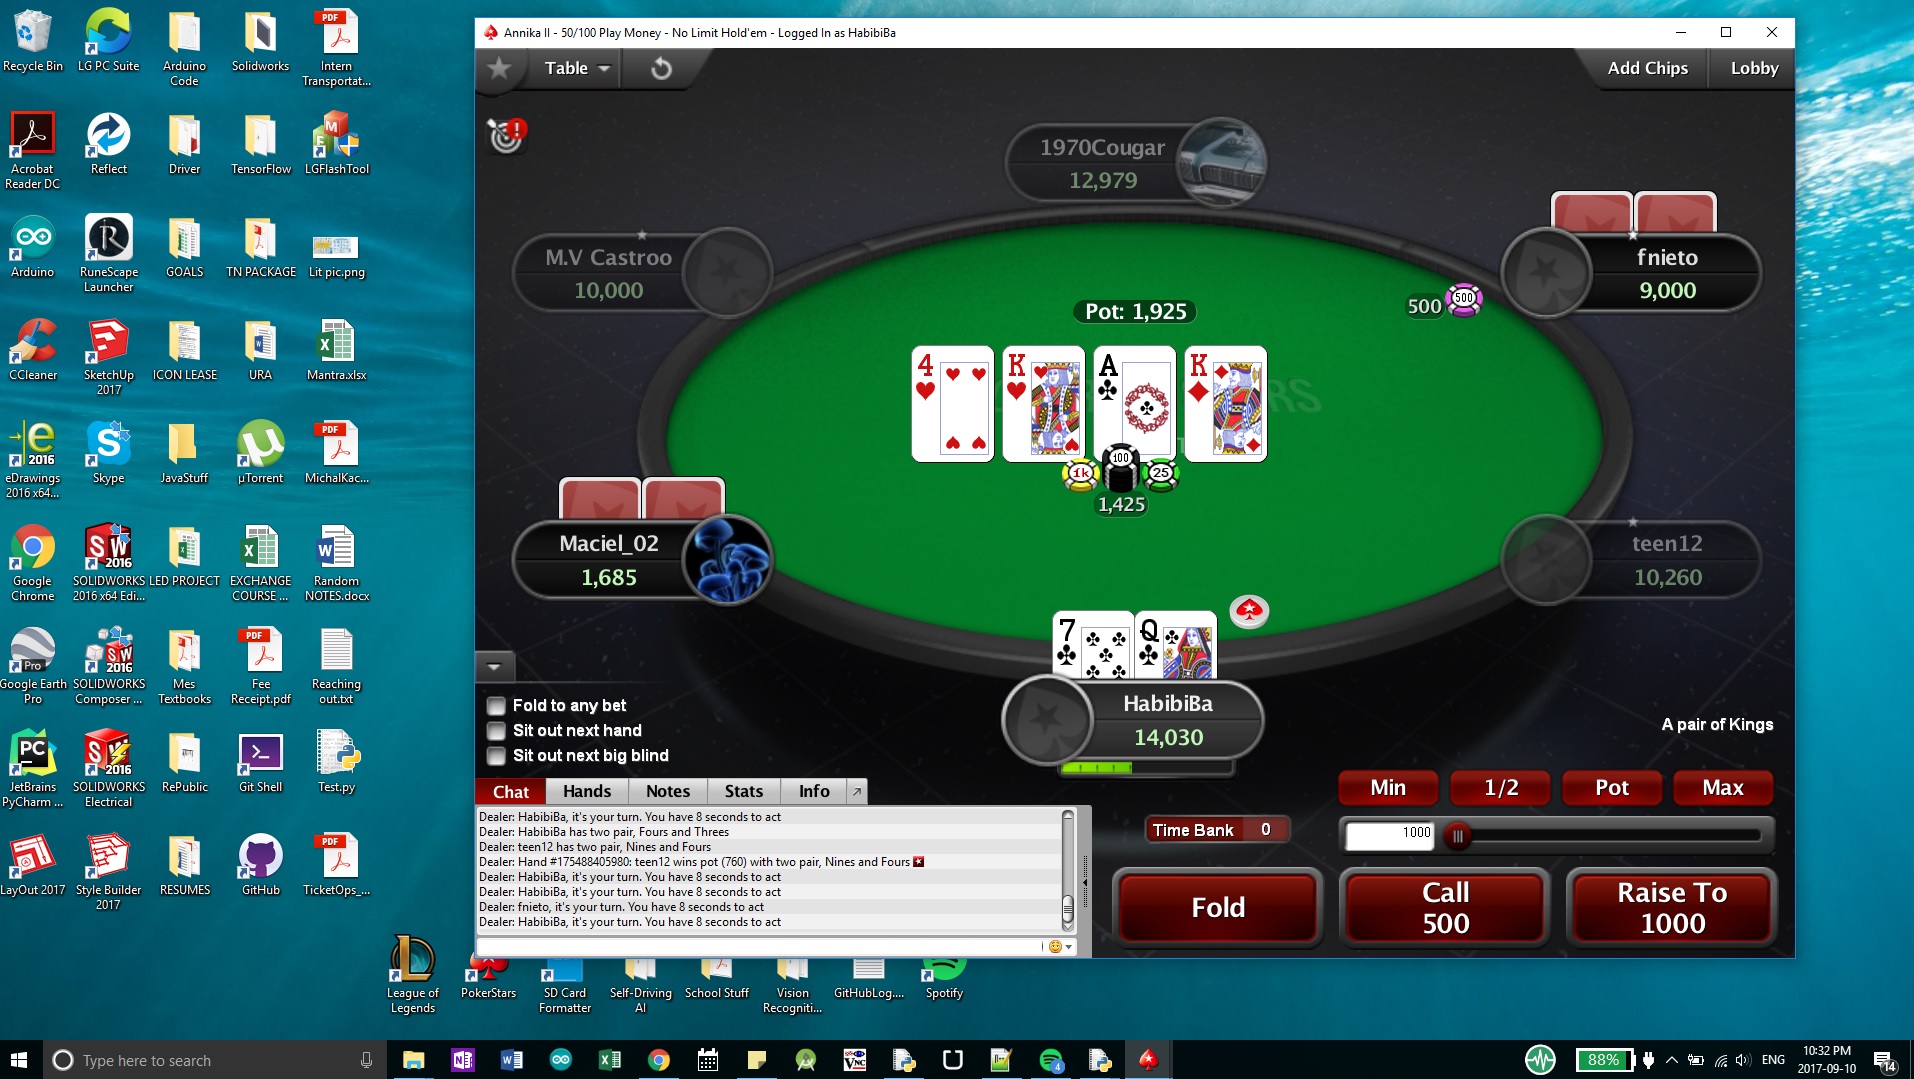 Annika II - 50/100 Play Money - No Limit Hold'em - Logged In as HabibiBa
Table
Add Chips
Lobby
1970Cougar
12,979
M.V Castroo
10,000
fnieto
9,000
Pot: 1,925
500
500
4
K
A
K
1k
100
25
1,425
Maciel_02
1,685
teen12
10,260
7
Q
HabibiBa
14,030
Fold to any bet
Sit out next hand
Sit out next big blind
A pair of Kings
Chat
Hands
Notes
Stats
Info
Dealer: HabibiBa, it's your turn. You have 8 seconds to act
Dealer: HabibiBa has two pair, Fours and Threes
Dealer: teen12 has two pair, Nines and Fours
Dealer: Hand #175488405980: teen12 wins pot (760) with two pair, Nines and Fours
Dealer: HabibiBa, it's your turn. You have 8 seconds to act
Dealer: HabibiBa, it's your turn. You have 8 seconds to act
Dealer: fnieto, it's your turn. You have 8 seconds to act
Dealer: HabibiBa, it's your turn. You have 8 seconds to act
Min
1/2
Pot
Max
Time Bank 0
1000
Fold
Call
500
Raise To
1000
Recycle Bin
LG PC Suite
Arduino
Code
Solidworks
Intern
Transportat...
Acrobat
Reader DC
Reflect
Driver
TensorFlow
LGFlashTool
Arduino
RuneScape
Launcher
GOALS
TN PACKAGE
Lit pic.png
CCleaner
SketchUp
2017
ICON LEASE
URA
Mantra.xlsx
eDrawings
2016 x64...
Skype
JavaStuff
µTorrent
MichalKac...
Google
Chrome
SOLIDWORKS
2016 x64 Edi...
LED PROJECT
EXCHANGE
COURSE ...
Random
NOTES.docx
Google Earth
Pro
SOLIDWORKS
Composer ...
Mes
Textbooks
Fee
Receipt.pdf
Reaching
out.txt
JetBrains
PyCharm ...
SOLIDWORKS
Electrical
RePublic
Git Shell
Test.py
LayOut 2017
Style Builder
2017
RESUMES
GitHub
TicketOps_...
League of
Legends
PokerStars
SD Card
Formatter
Self-Driving
AI
School Stuff
Vision
Recogniti...
GitHubLog....
Spotify
Type here to search
88%
ENG
10:32 PM
2017-09-10
14